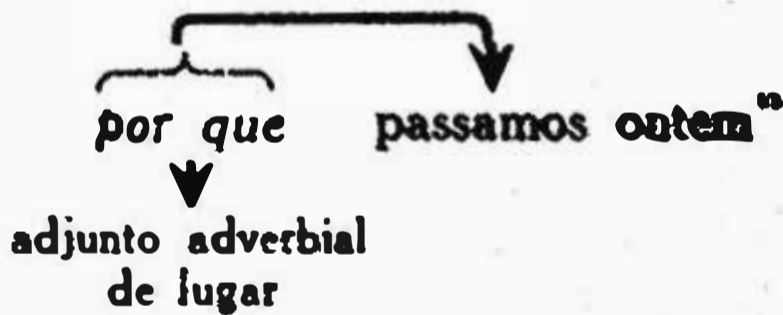 por que passamos ontem"
adjunto adverbial
de lugar